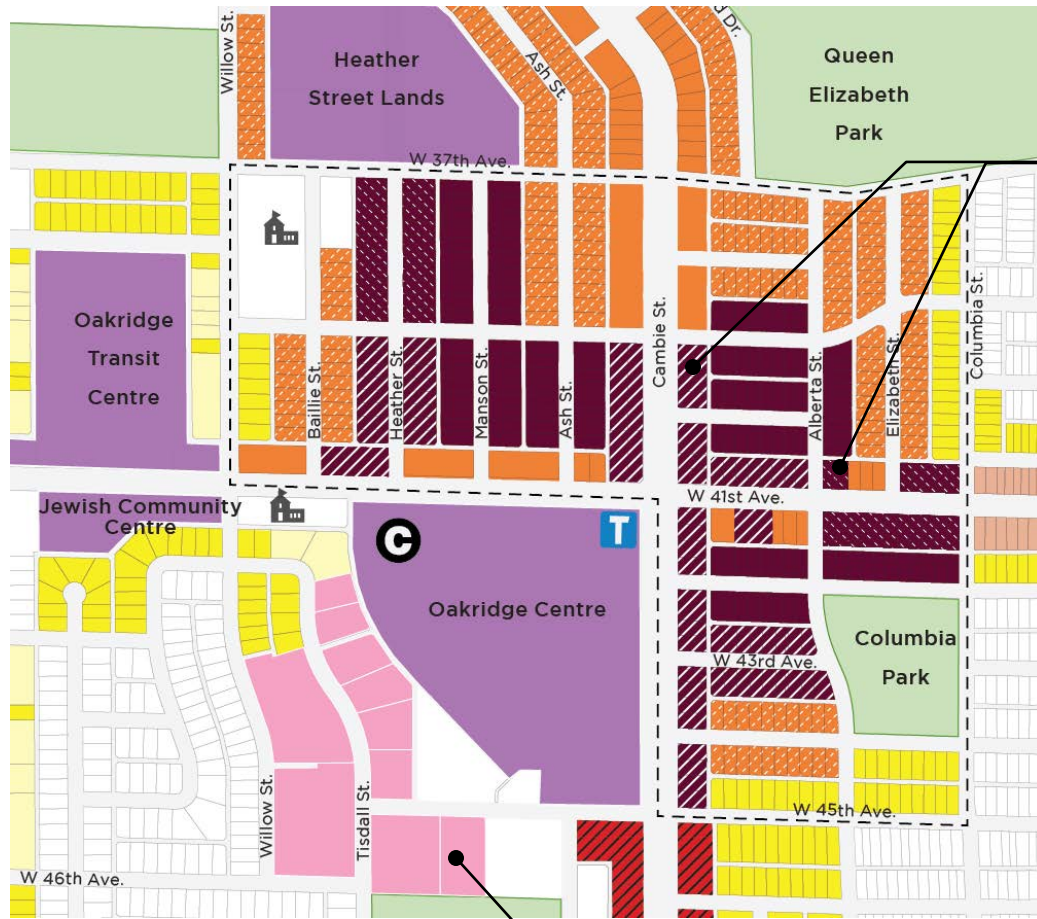 Willow St.
Heather
Street Lands
Ash St.
d Dr.
Queen
Elizabeth
Park
W 37th Ave.
Oakridge
Transit
Centre
Baillie St.
Heather St.
Manson St.
Ash St.
Cambie St.
Alberta St.
Elizabeth St.
Columbia St.
W 41st Ave.
Jewish Community
Centre
C
T
Oakridge Centre
Columbia
Park
W 43rd Ave.
Willow St.
Tisdall St.
W 45th Ave.
W 46th Ave.